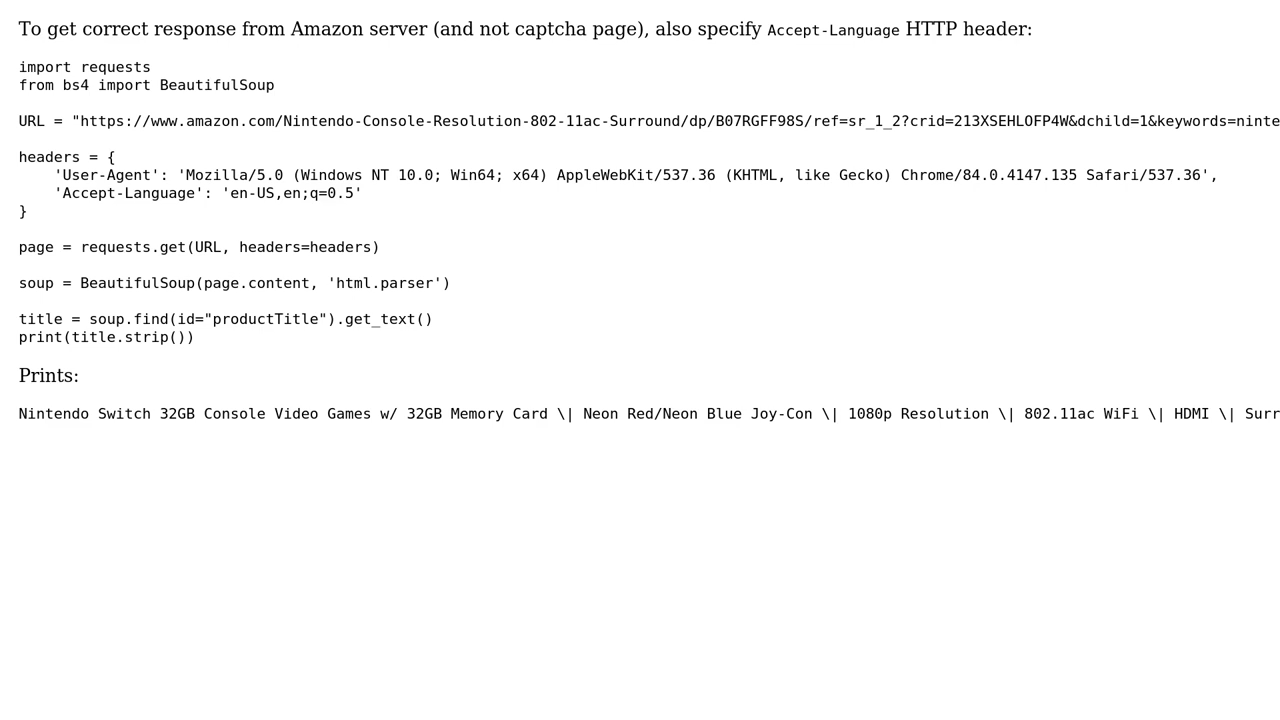 To get correct response from Amazon server (and not captcha page), also specify Accept-Language HTTP header:
import requests
from bs4 import BeautifulSoup
URL = "https://www.amazon.com/Nintendo-Console-Resolution-802-11ac-Surround/dp/B07RGFF98S/ref=sr_1_2?crid=213XSEHLOFP4W&dchild=1&keywords=ninte
headers = {
    'User-Agent': 'Mozilla/5.0 (Windows NT 10.0; Win64; x64) AppleWebKit/537.36 (KHTML, like Gecko) Chrome/84.0.4147.135 Safari/537.36',
    'Accept-Language': 'en-US,en;q=0.5'
}
page = requests.get(URL, headers=headers)
soup = BeautifulSoup(page.content, 'html.parser')
title = soup.find(id="productTitle").get_text()
print(title.strip())
Prints:
Nintendo Switch 32GB Console Video Games w/ 32GB Memory Card \| Neon Red/Neon Blue Joy-Con \| 1080p Resolution \| 802.11ac WiFi \| HDMI \| Surr